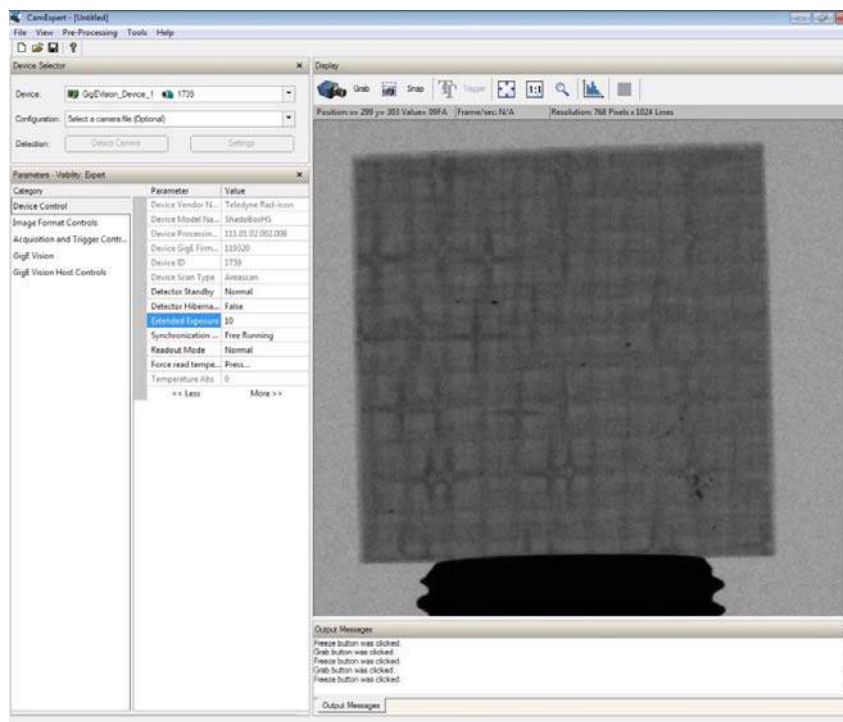 CamExpert - [Untitled]
File View Pre-Processing Tools Help
Device Selector
Device: GigEVision_Device_1 1739
Configuration: Select a camera file (Optional)
Detection: Detect Camera Settings
Parameters - Visibility: Expert
Category
Device Control
Image Format Controls
Acquisition and Trigger Contr...
GigE Vision
GigE Vision Host Controls
Parameter Value
Device Vendor N... Teledyne Rad-icon
Device Model Na... ShadoBoxHS
Device Processin... 111.01.02.002.008
Device GigE Firm... 119320
Device ID 1739
Device Scan Type Areascan
Detector Standby Normal
Detector Hiberna... False
Extended Exposure 10
Synchronization ... Free Running
Readout Mode Normal
Force read tempe... Press...
Temperature Abs 0
<< Less More >>
Display
Grab Snap Trigger 1:1
Position: x= 299 y= 303 Value= 09FA Frame/sec: N/A Resolution: 768 Pixels x 1024 Lines
Output Messages
Freeze button was clicked.
Grab button was clicked.
Freeze button was clicked.
Grab button was clicked.
Freeze button was clicked.
Output Messages